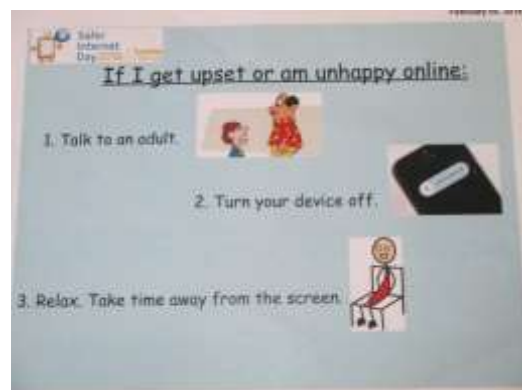 Safer
Internet
Day
If I get upset or am unhappy online:
1. Talk to an adult.
2. Turn your device off.
3. Relax. Take time away from the screen.